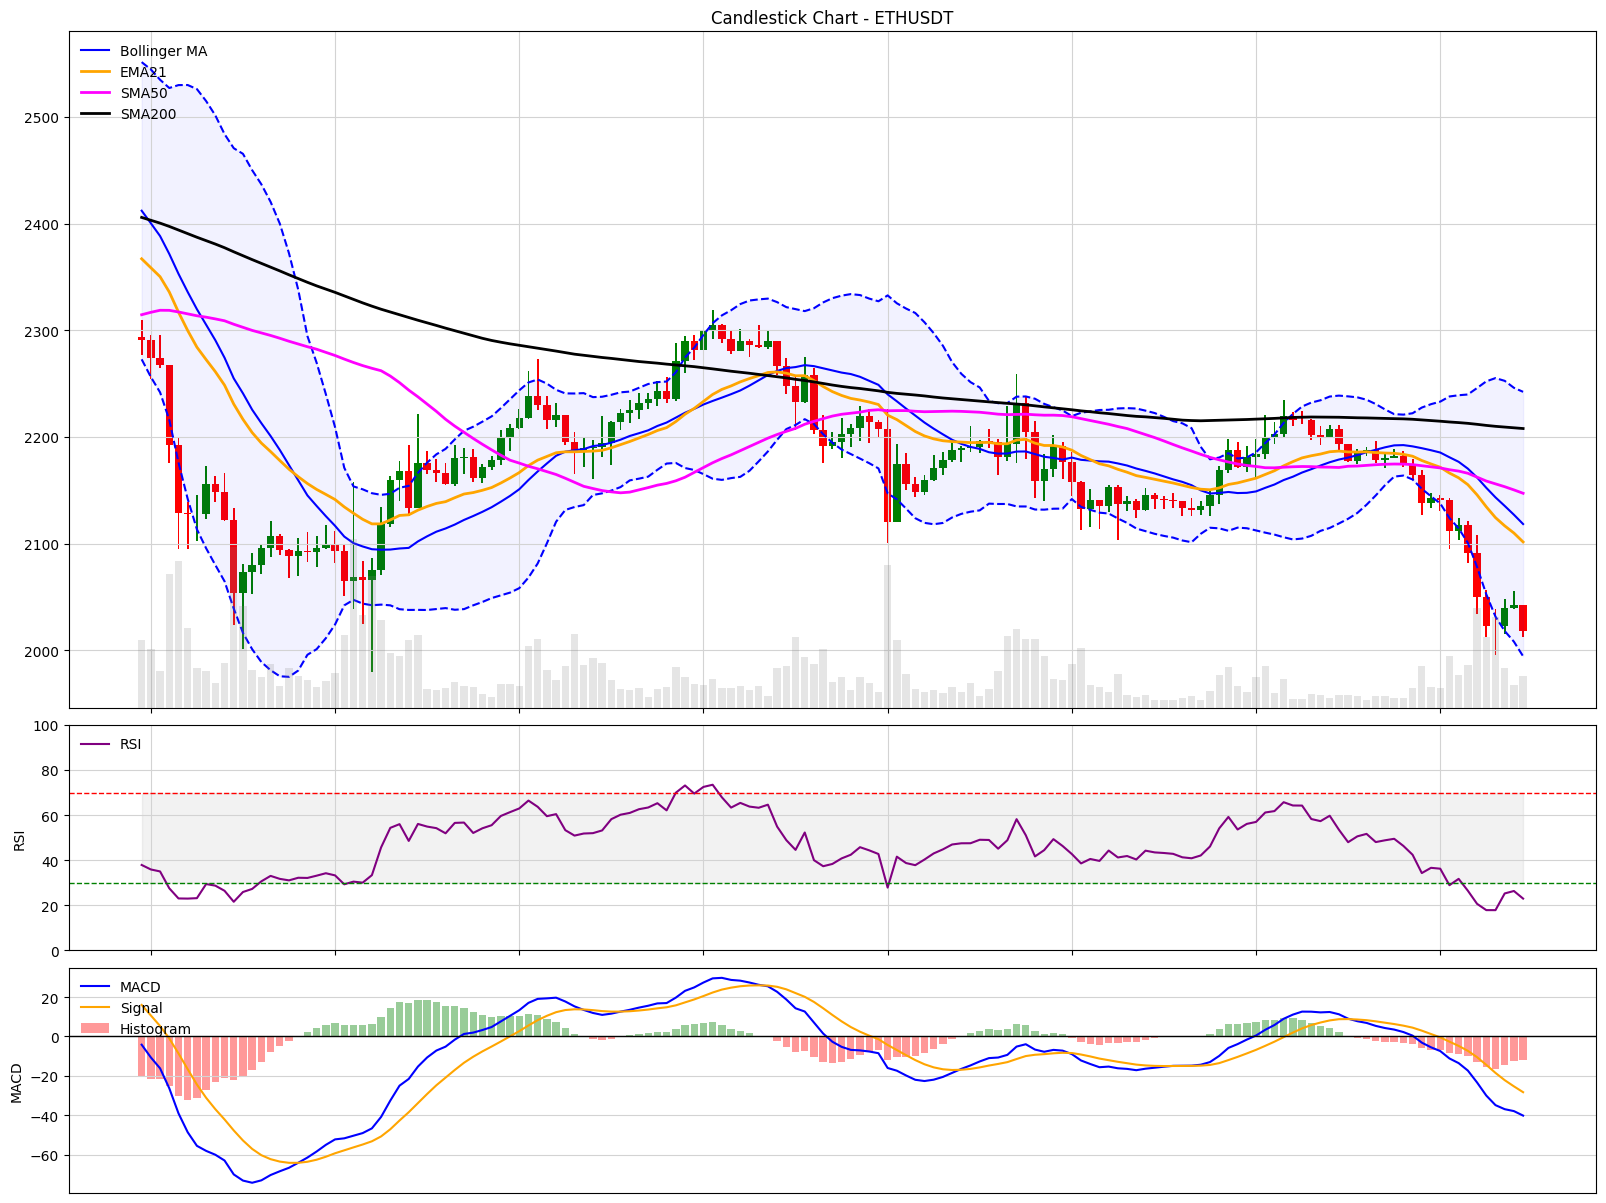 Candlestick Chart - ETHUSDT
Bollinger MA
EMA21
SMA50
SMA200
2500
2400
2300
2200
2100
2000
RSI
100
80
60
40
20
0
RSI
MACD
Signal
Histogram
20
0
−20
−40
−60
MACD